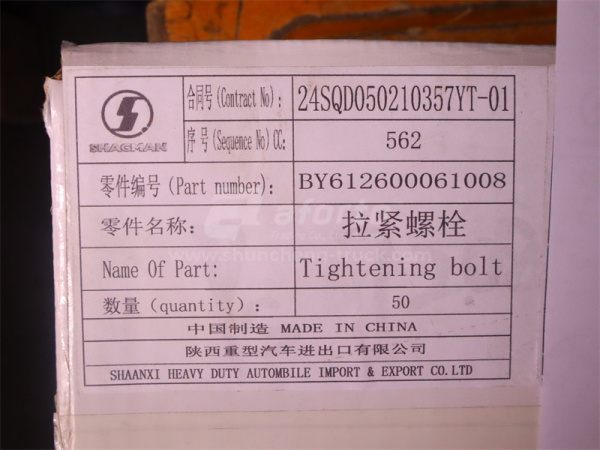 SHACMAN
合同号(Contract No): 24SQD050210357YT-01
序号(Sequence No)CC: 562
零件编号(Part number): BY612600061008
零件名称: 拉紧螺栓
Name Of Part: Tightening bolt
数量(quantity): 50
中国制造 MADE IN CHINA
陕西重型汽车进出口有限公司
SHAANXI HEAVY DUTY AUTOMBILE IMPORT & EXPORT CO.LTD